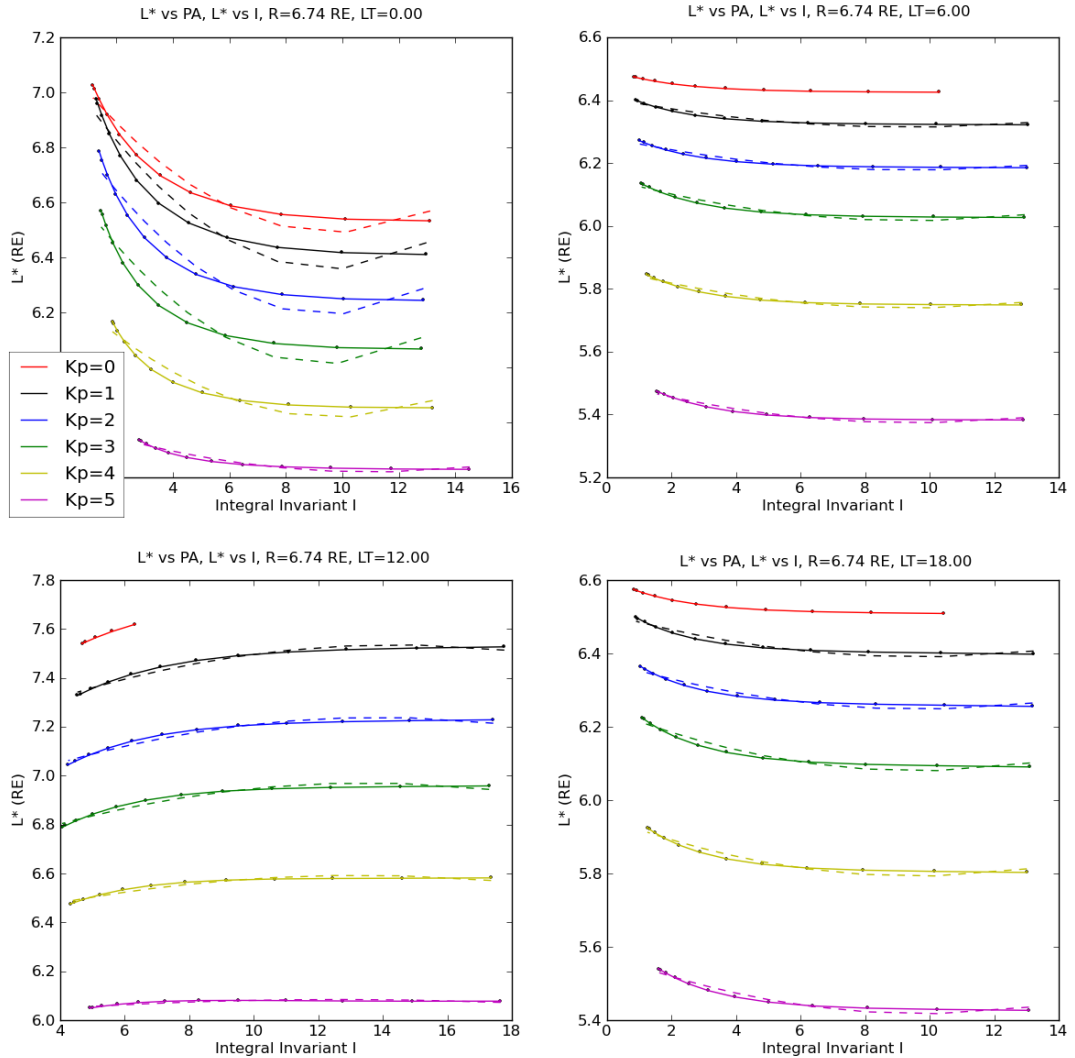 L* vs PA, L* vs I, R=6.74 RE, LT=0.00
7.2
7.0
6.8
6.6
6.4
6.2
L* (RE)
4 6 8 10 12 14 16
Integral Invariant I
Kp=0
Kp=1
Kp=2
Kp=3
Kp=4
Kp=5
L* vs PA, L* vs I, R=6.74 RE, LT=6.00
6.6
6.4
6.2
6.0
5.8
5.6
5.4
5.2
L* (RE)
0 2 4 6 8 10 12 14
Integral Invariant I
L* vs PA, L* vs I, R=6.74 RE, LT=12.00
7.8
7.6
7.4
7.2
7.0
6.8
6.6
6.4
6.2
6.0
L* (RE)
4 6 8 10 12 14 16 18
Integral Invariant I
L* vs PA, L* vs I, R=6.74 RE, LT=18.00
6.6
6.4
6.2
6.0
5.8
5.6
5.4
L* (RE)
0 2 4 6 8 10 12 14
Integral Invariant I